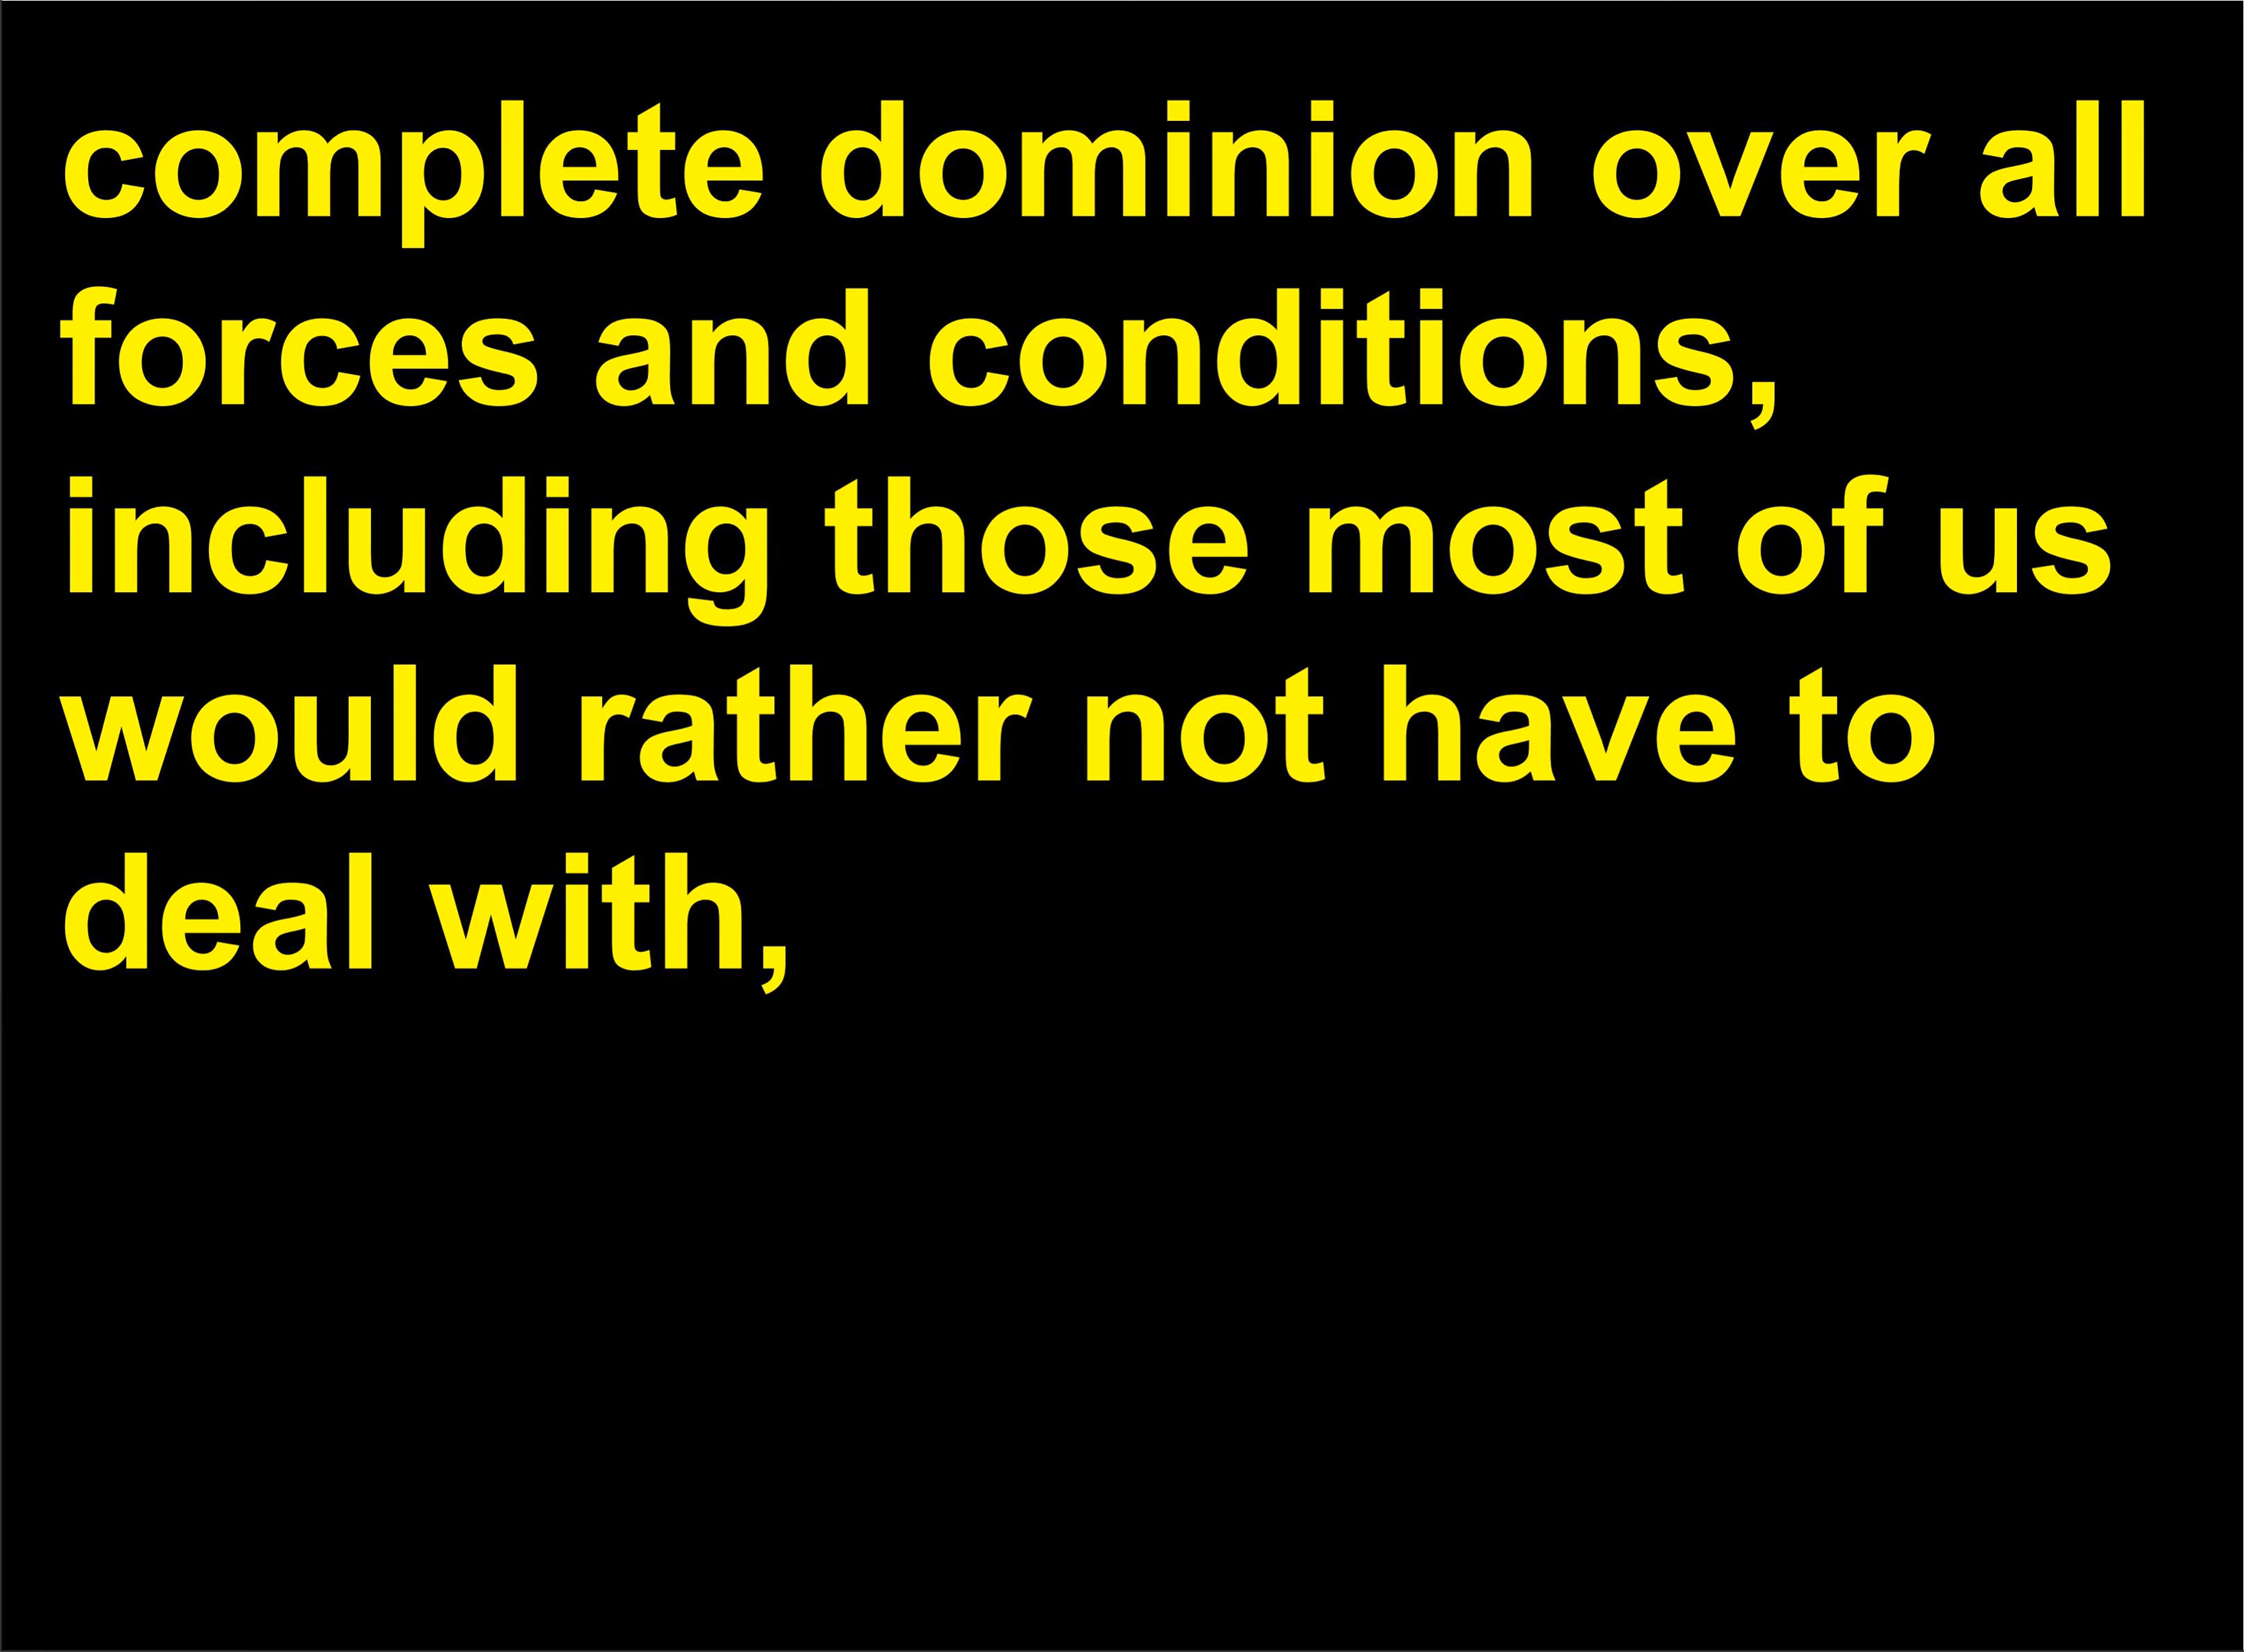 complete dominion over all
forces and conditions,
including those most of us
would rather not have to
deal with,